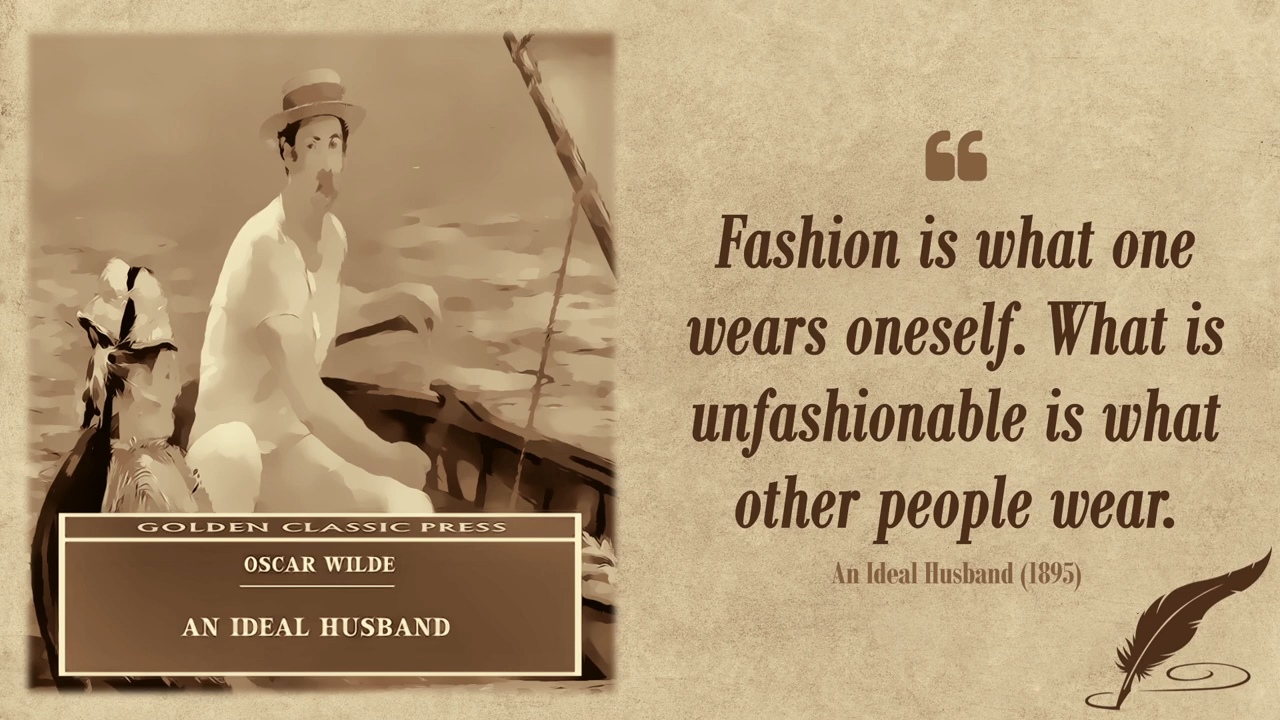 GOLDEN CLASSIC PRESS
OSCAR WILDE
AN IDEAL HUSBAND
“
Fashion is what one
wears oneself. What is
unfashionable is what
other people wear.
An Ideal Husband (1895)